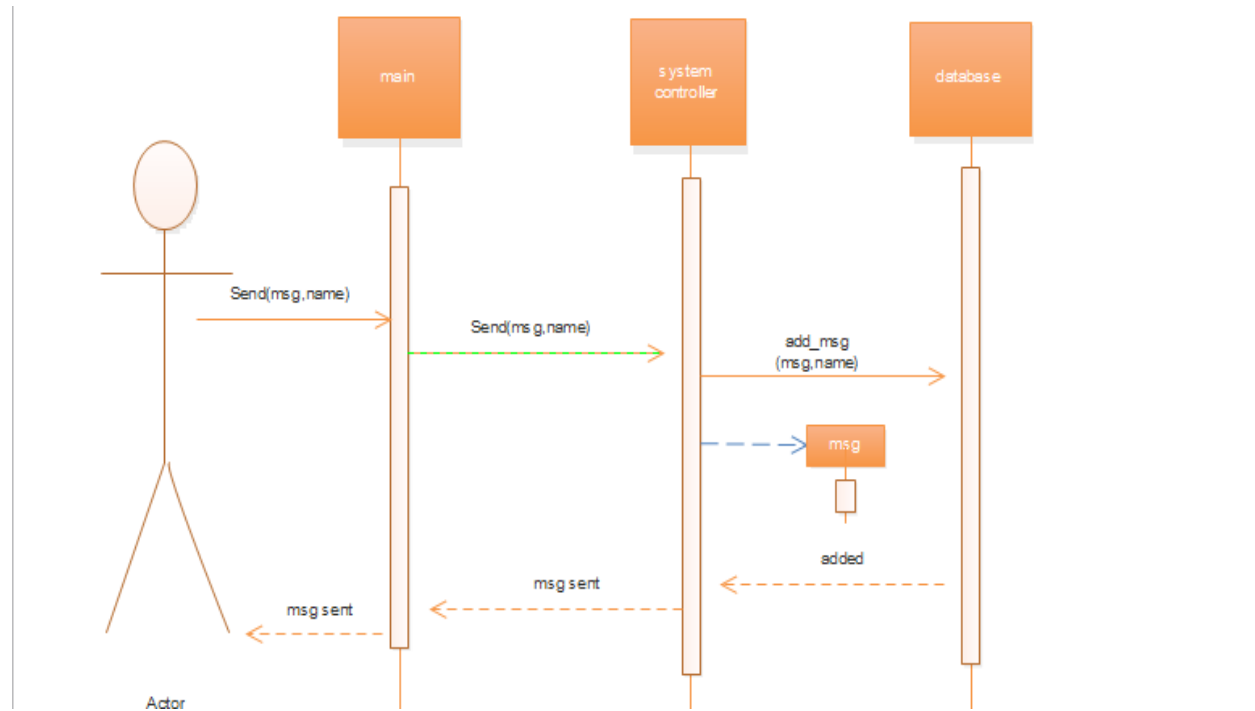 main
system
controller
database
Send(msg,name)
Send(msg,name)
add_msg
(msg,name)
msg
added
msg sent
msg sent
Actor